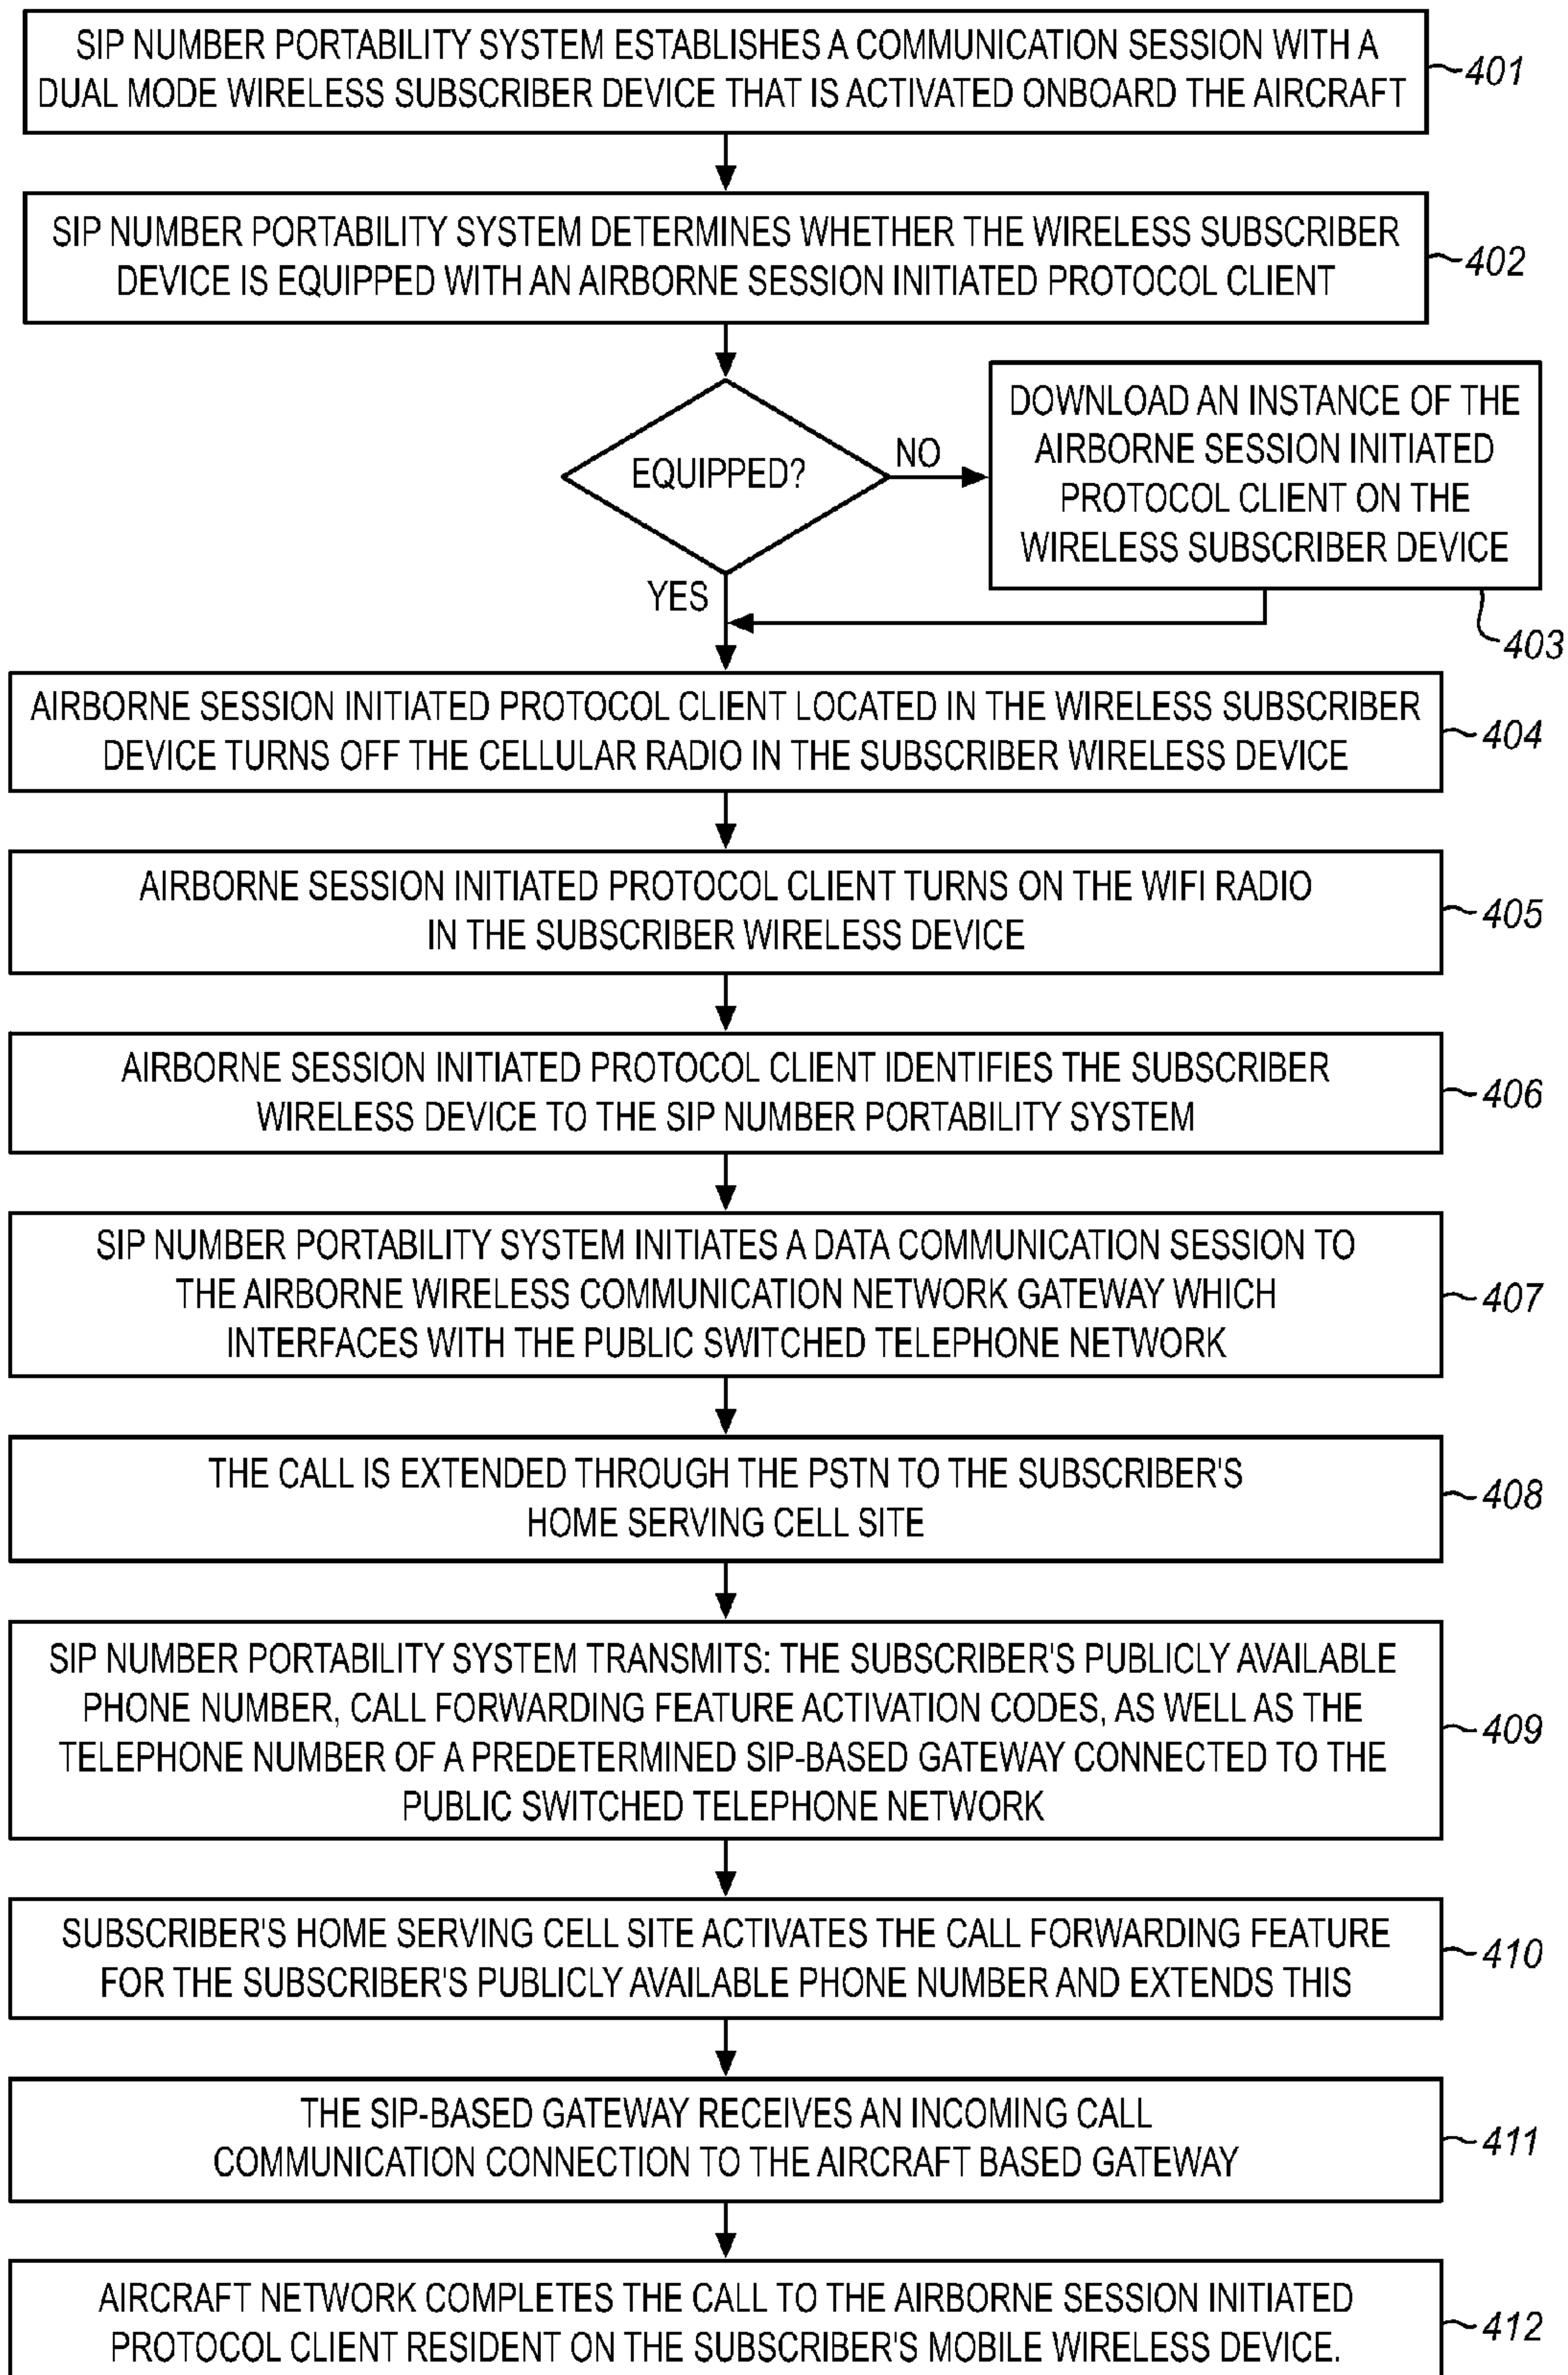 SIP NUMBER PORTABILITY SYSTEM ESTABLISHES A COMMUNICATION SESSION WITH A
DUAL MODE WIRELESS SUBSCRIBER DEVICE THAT IS ACTIVATED ONBOARD THE AIRCRAFT
401
SIP NUMBER PORTABILITY SYSTEM DETERMINES WHETHER THE WIRELESS SUBSCRIBER
DEVICE IS EQUIPPED WITH AN AIRBORNE SESSION INITIATED PROTOCOL CLIENT
402
EQUIPPED?
NO
DOWNLOAD AN INSTANCE OF THE
AIRBORNE SESSION INITIATED
PROTOCOL CLIENT ON THE
WIRELESS SUBSCRIBER DEVICE
403
YES
AIRBORNE SESSION INITIATED PROTOCOL CLIENT LOCATED IN THE WIRELESS SUBSCRIBER
DEVICE TURNS OFF THE CELLULAR RADIO IN THE SUBSCRIBER WIRELESS DEVICE
404
AIRBORNE SESSION INITIATED PROTOCOL CLIENT TURNS ON THE WIFI RADIO
IN THE SUBSCRIBER WIRELESS DEVICE
405
AIRBORNE SESSION INITIATED PROTOCOL CLIENT IDENTIFIES THE SUBSCRIBER
WIRELESS DEVICE TO THE SIP NUMBER PORTABILITY SYSTEM
406
SIP NUMBER PORTABILITY SYSTEM INITIATES A DATA COMMUNICATION SESSION TO
THE AIRBORNE WIRELESS COMMUNICATION NETWORK GATEWAY WHICH
INTERFACES WITH THE PUBLIC SWITCHED TELEPHONE NETWORK
407
THE CALL IS EXTENDED THROUGH THE PSTN TO THE SUBSCRIBER'S
HOME SERVING CELL SITE
408
SIP NUMBER PORTABILITY SYSTEM TRANSMITS: THE SUBSCRIBER'S PUBLICLY AVAILABLE
PHONE NUMBER, CALL FORWARDING FEATURE ACTIVATION CODES, AS WELL AS THE
TELEPHONE NUMBER OF A PREDETERMINED SIP-BASED GATEWAY CONNECTED TO THE
PUBLIC SWITCHED TELEPHONE NETWORK
409
SUBSCRIBER'S HOME SERVING CELL SITE ACTIVATES THE CALL FORWARDING FEATURE
FOR THE SUBSCRIBER'S PUBLICLY AVAILABLE PHONE NUMBER AND EXTENDS THIS
410
THE SIP-BASED GATEWAY RECEIVES AN INCOMING CALL
COMMUNICATION CONNECTION TO THE AIRCRAFT BASED GATEWAY
411
AIRCRAFT NETWORK COMPLETES THE CALL TO THE AIRBORNE SESSION INITIATED
PROTOCOL CLIENT RESIDENT ON THE SUBSCRIBER'S MOBILE WIRELESS DEVICE.
412